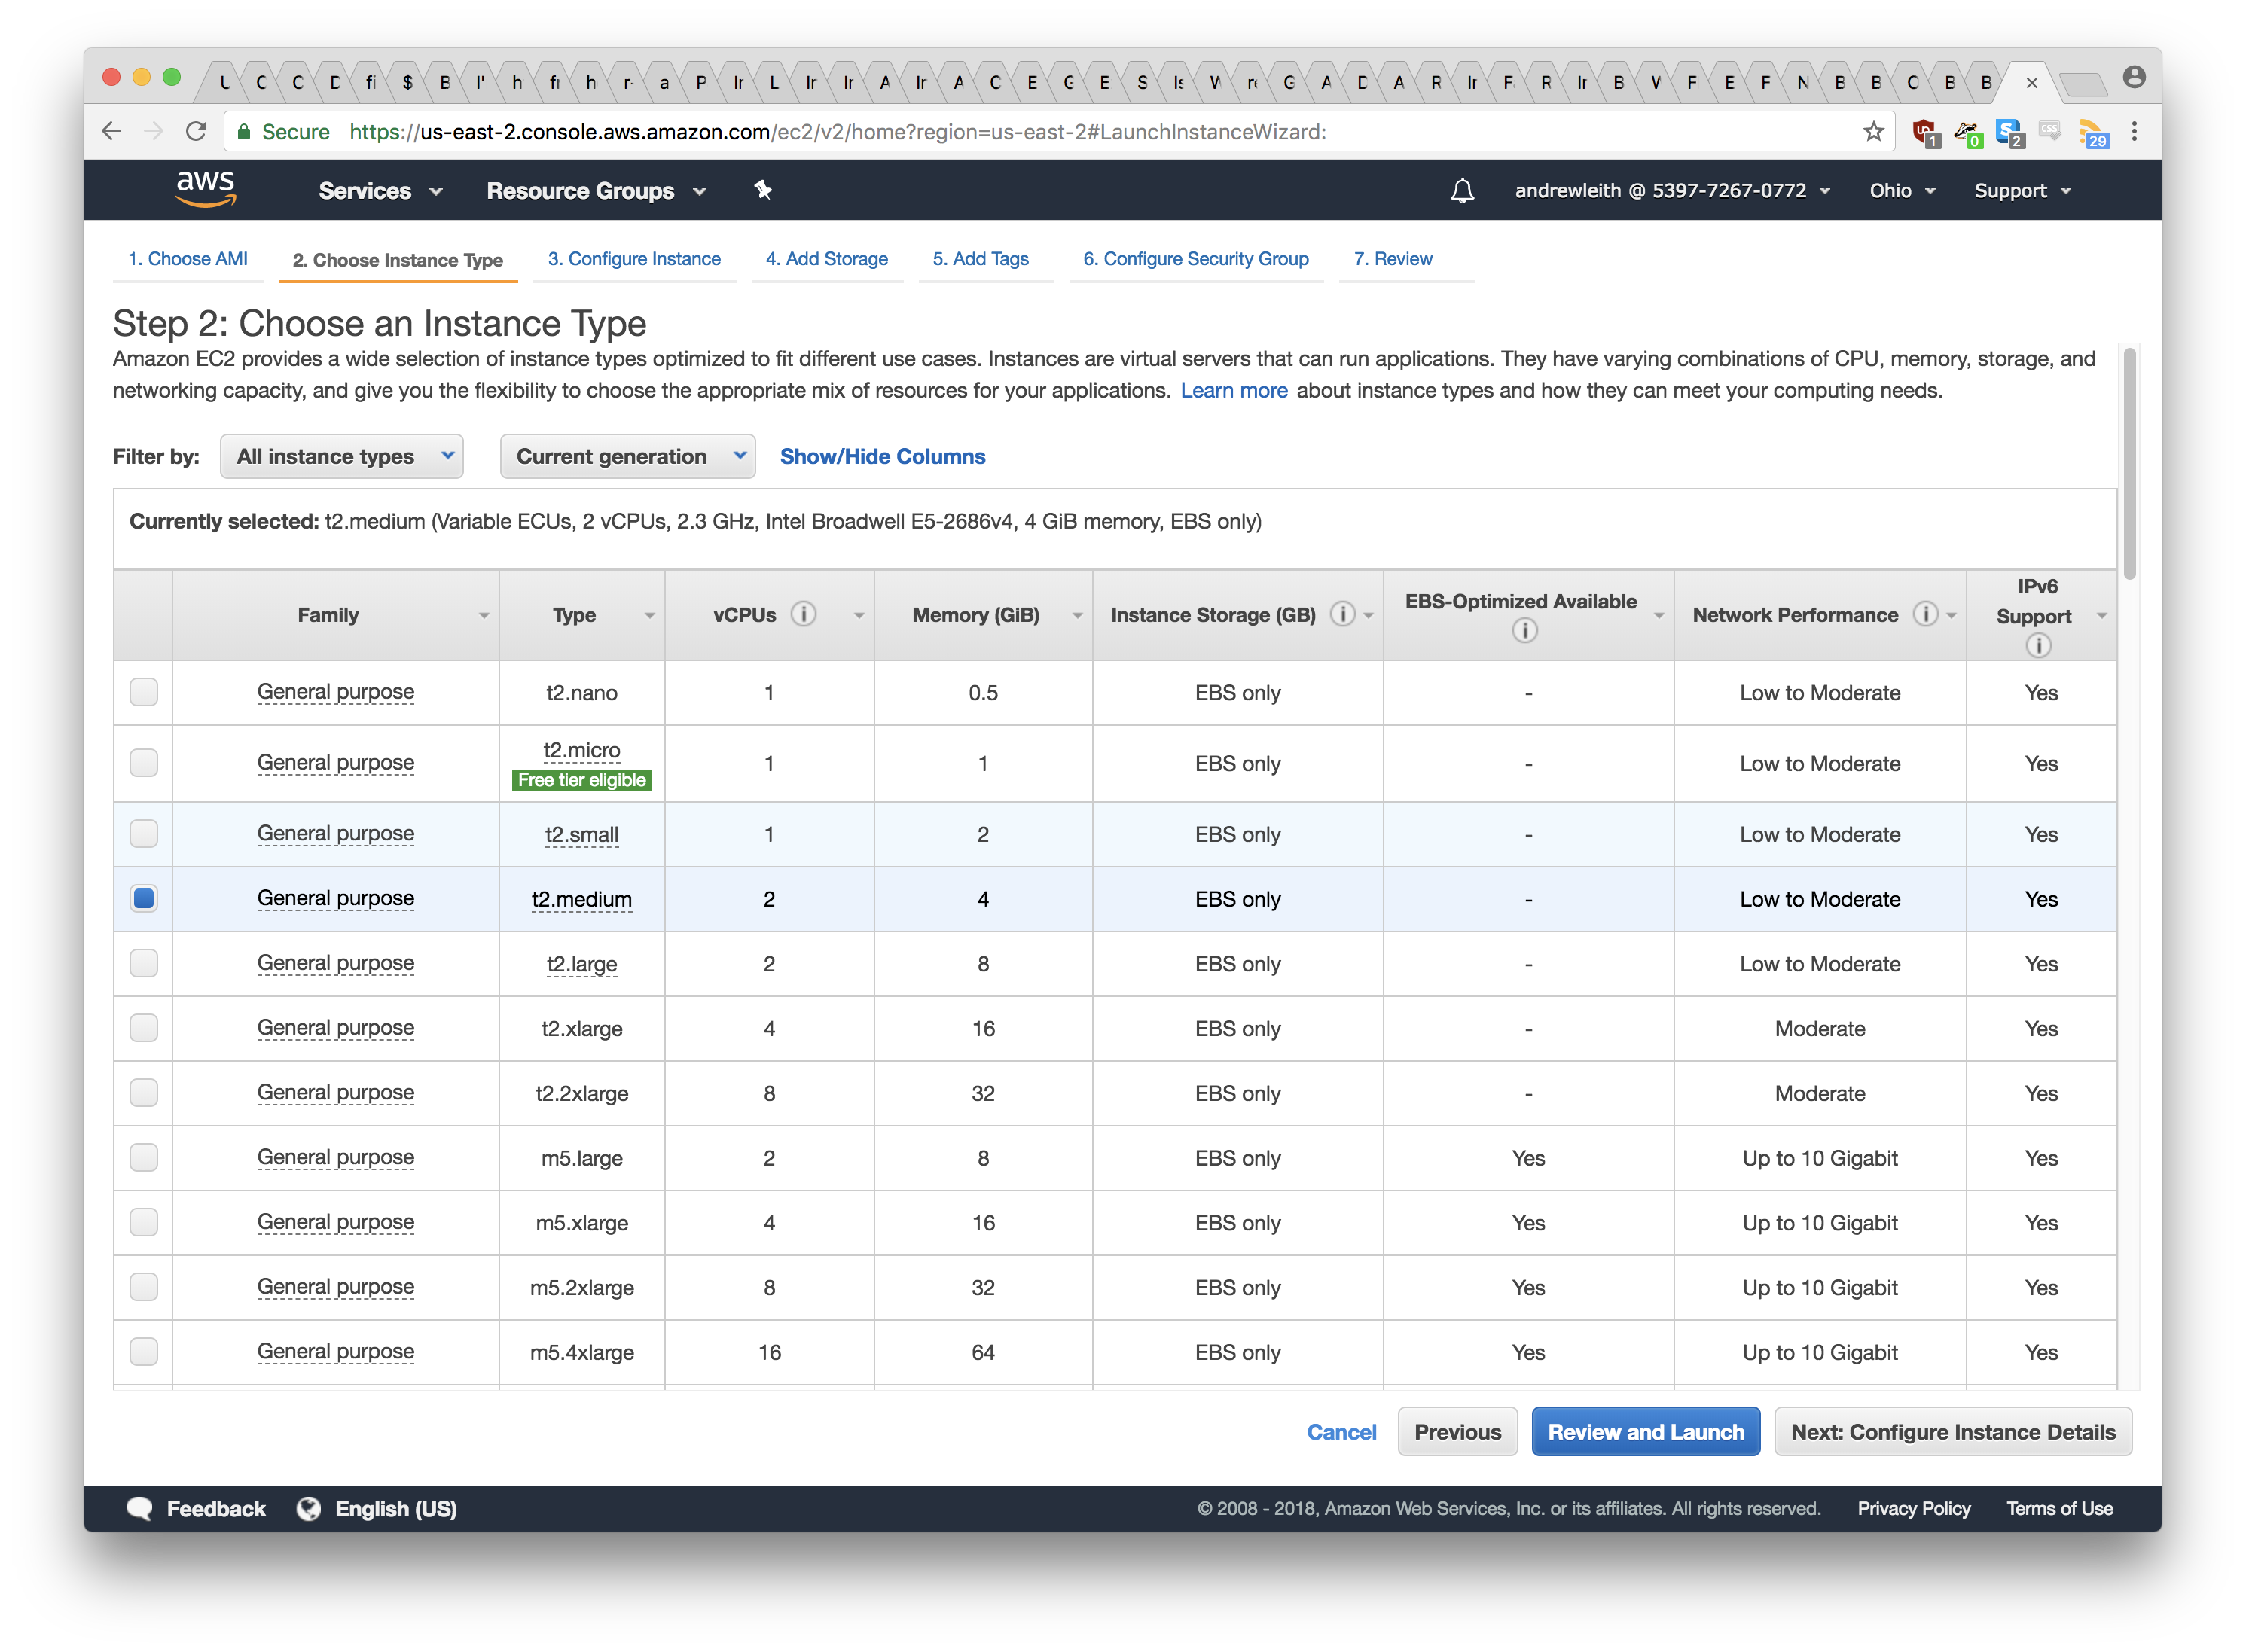 U C C D fi $ B I' h fr h r- a P Ir L Ir Ir A Ir A C E G E S Is W re G A D A R Ir F R Ir B W F E F N B B C B B
Secure https://us-east-2.console.aws.amazon.com/ec2/v2/home?region=us-east-2#LaunchInstanceWizard: 1 0 2 CSS 29
aws Services Resource Groups andrewleith @ 5397-7267-0772 Ohio Support
1. Choose AMI 2. Choose Instance Type 3. Configure Instance 4. Add Storage 5. Add Tags 6. Configure Security Group 7. Review
Step 2: Choose an Instance Type
Amazon EC2 provides a wide selection of instance types optimized to fit different use cases. Instances are virtual servers that can run applications. They have varying combinations of CPU, memory, storage, and
networking capacity, and give you the flexibility to choose the appropriate mix of resources for your applications. Learn more about instance types and how they can meet your computing needs.
Filter by: All instance types Current generation Show/Hide Columns
Currently selected: t2.medium (Variable ECUs, 2 vCPUs, 2.3 GHz, Intel Broadwell E5-2686v4, 4 GiB memory, EBS only)
Family Type vCPUs Memory (GiB) Instance Storage (GB) EBS-Optimized Available Network Performance IPv6 Support
General purpose t2.nano 1 0.5 EBS only - Low to Moderate Yes
General purpose t2.micro 1 1 EBS only - Low to Moderate Yes
Free tier eligible
General purpose t2.small 1 2 EBS only - Low to Moderate Yes
General purpose t2.medium 2 4 EBS only - Low to Moderate Yes
General purpose t2.large 2 8 EBS only - Low to Moderate Yes
General purpose t2.xlarge 4 16 EBS only - Moderate Yes
General purpose t2.2xlarge 8 32 EBS only - Moderate Yes
General purpose m5.large 2 8 EBS only Yes Up to 10 Gigabit Yes
General purpose m5.xlarge 4 16 EBS only Yes Up to 10 Gigabit Yes
General purpose m5.2xlarge 8 32 EBS only Yes Up to 10 Gigabit Yes
General purpose m5.4xlarge 16 64 EBS only Yes Up to 10 Gigabit Yes
Cancel Previous Review and Launch Next: Configure Instance Details
Feedback English (US) © 2008 - 2018, Amazon Web Services, Inc. or its affiliates. All rights reserved. Privacy Policy Terms of Use